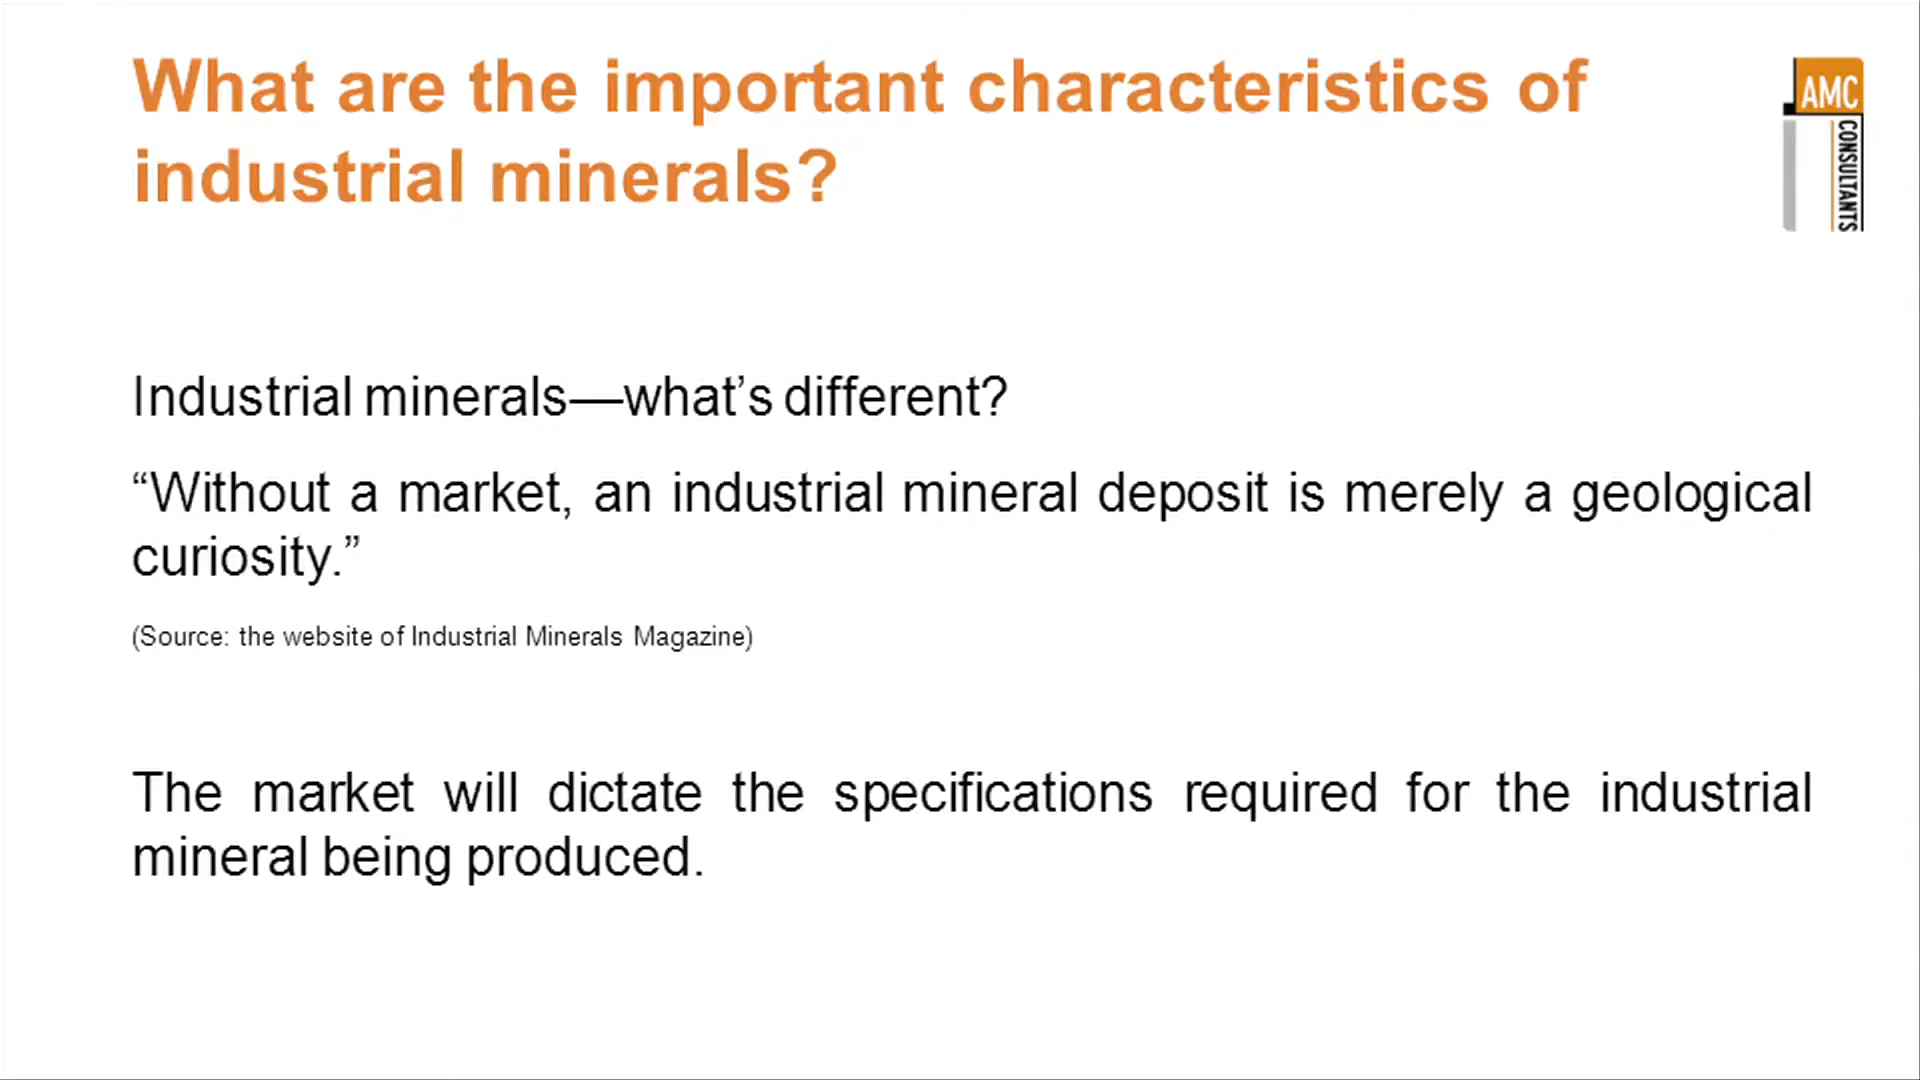 What are the important characteristics of
industrial minerals?
AMC
CONSULTANTS
Industrial minerals—what’s different?
“Without a market, an industrial mineral deposit is merely a geological
curiosity.”
(Source: the website of Industrial Minerals Magazine)
The market will dictate the specifications required for the industrial
mineral being produced.